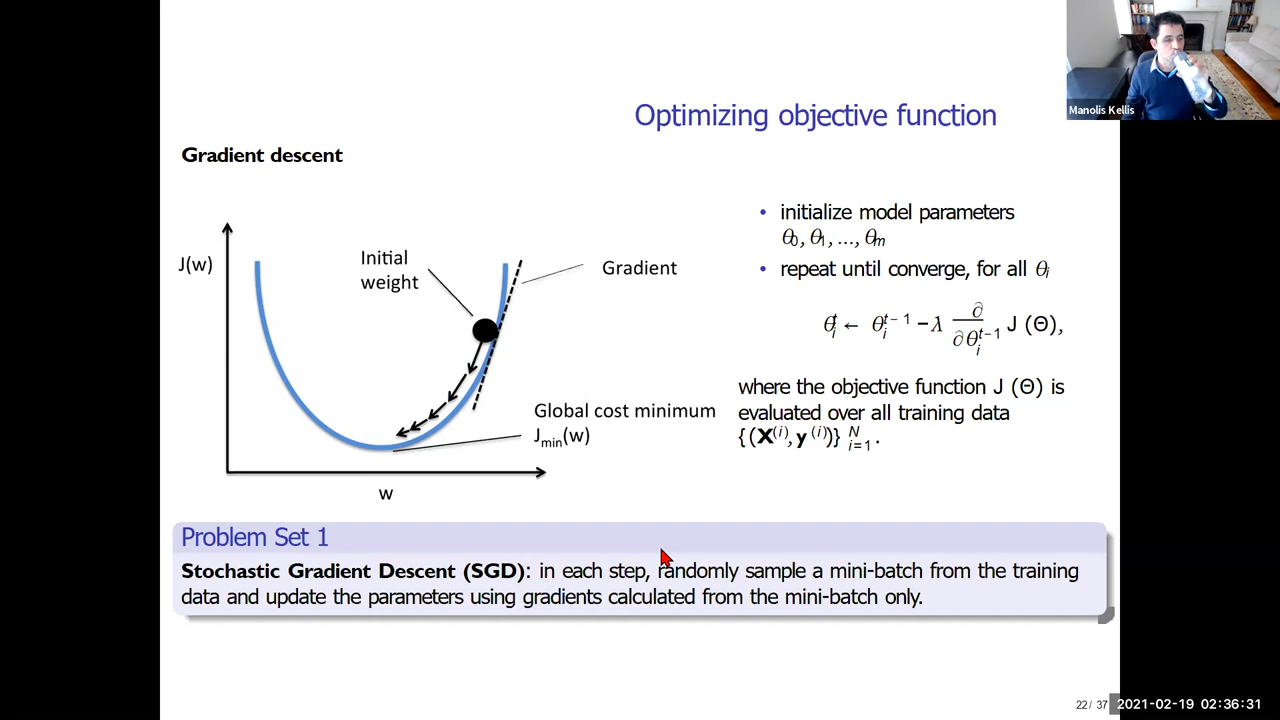 Manolis Kellis
Optimizing objective function
Gradient descent
J(w)
Initial
weight
Gradient
Global cost minimum
J_min(w)
w
• initialize model parameters
θ₀, θ₁, ..., θₘ
• repeat until converge, for all θᵢ
θᵢᵗ ← θᵢᵗ⁻¹ − λ ∂/∂θᵢᵗ⁻¹ J (Θ),
where the objective function J (Θ) is
evaluated over all training data
{(X⁽ⁱ⁾, y⁽ⁱ⁾)}ᴺᵢ₌₁.
Problem Set 1
Stochastic Gradient Descent (SGD): in each step, randomly sample a mini-batch from the training
data and update the parameters using gradients calculated from the mini-batch only.
22 / 37
2021-02-19 02:36:31